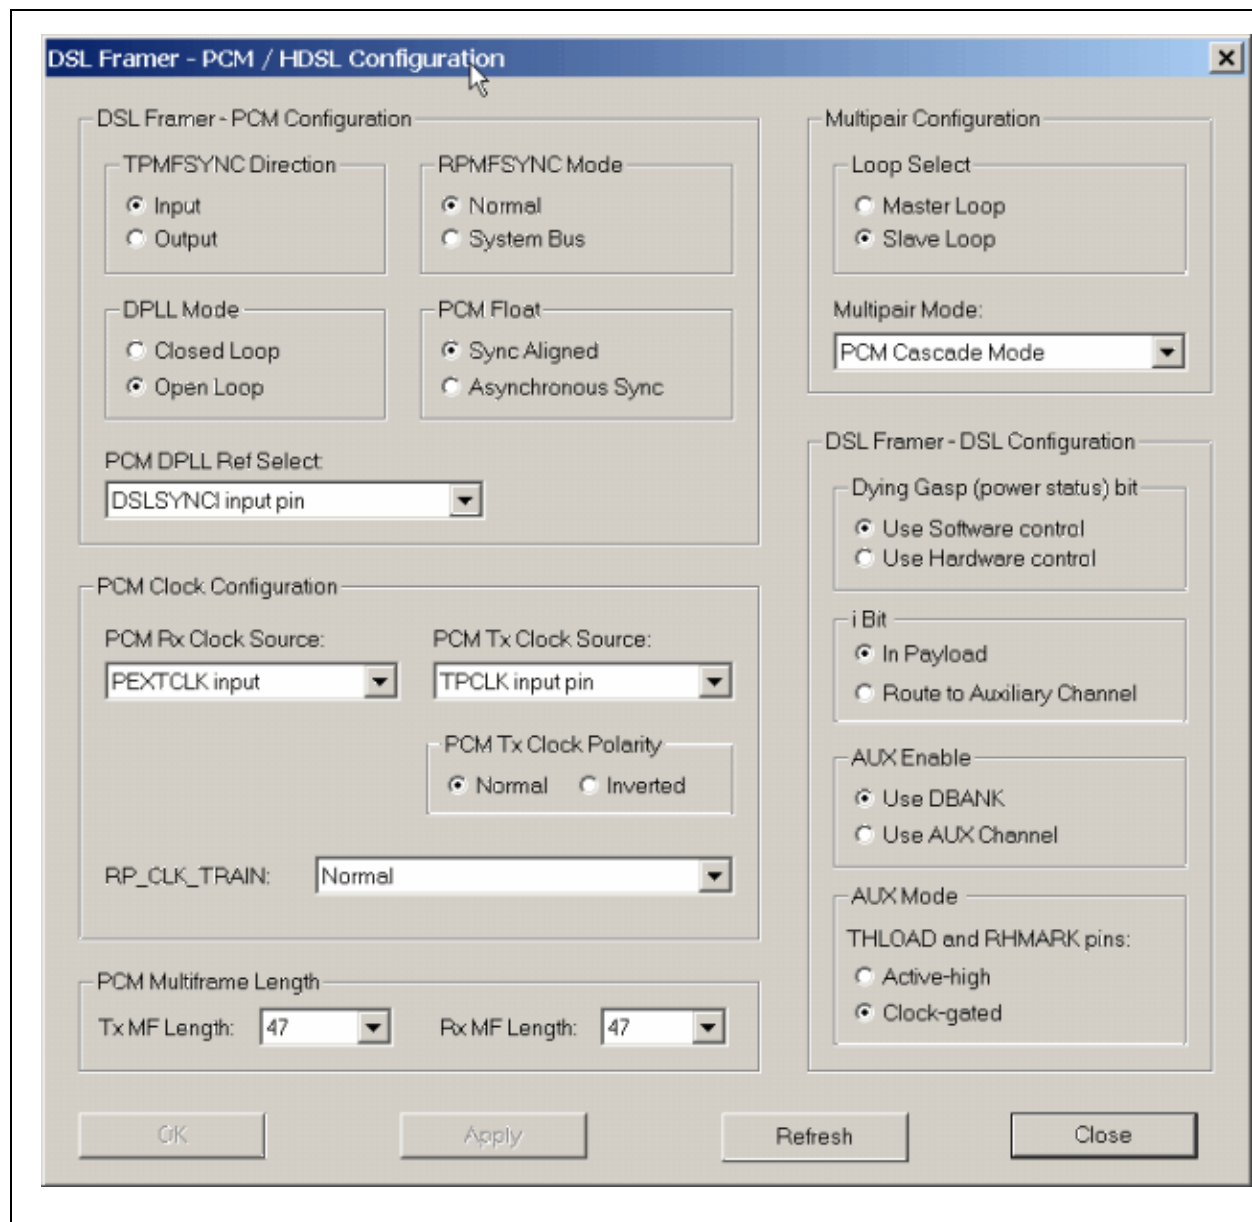 DSL Framer - PCM / HDSL Configuration
DSL Framer - PCM Configuration
TPMFSYNC Direction
Input
Output
RPMFSYNC Mode
Normal
System Bus
DPLL Mode
Closed Loop
Open Loop
PCM Float
Sync Aligned
Asynchronous Sync
PCM DPLL Ref Select:
DSLSYNCI input pin
PCM Clock Configuration
PCM Rx Clock Source:
PEXTCLK input
PCM Tx Clock Source:
TPCLK input pin
PCM Tx Clock Polarity
Normal Inverted
RP_CLK_TRAIN: Normal
PCM Multiframe Length
Tx MF Length: 47 Rx MF Length: 47
Multipair Configuration
Loop Select
Master Loop
Slave Loop
Multipair Mode:
PCM Cascade Mode
DSL Framer - DSL Configuration
Dying Gasp (power status) bit
Use Software control
Use Hardware control
i Bit
In Payload
Route to Auxiliary Channel
AUX Enable
Use DBANK
Use AUX Channel
AUX Mode
THLOAD and RHMARK pins:
Active-high
Clock-gated
OK Apply Refresh Close